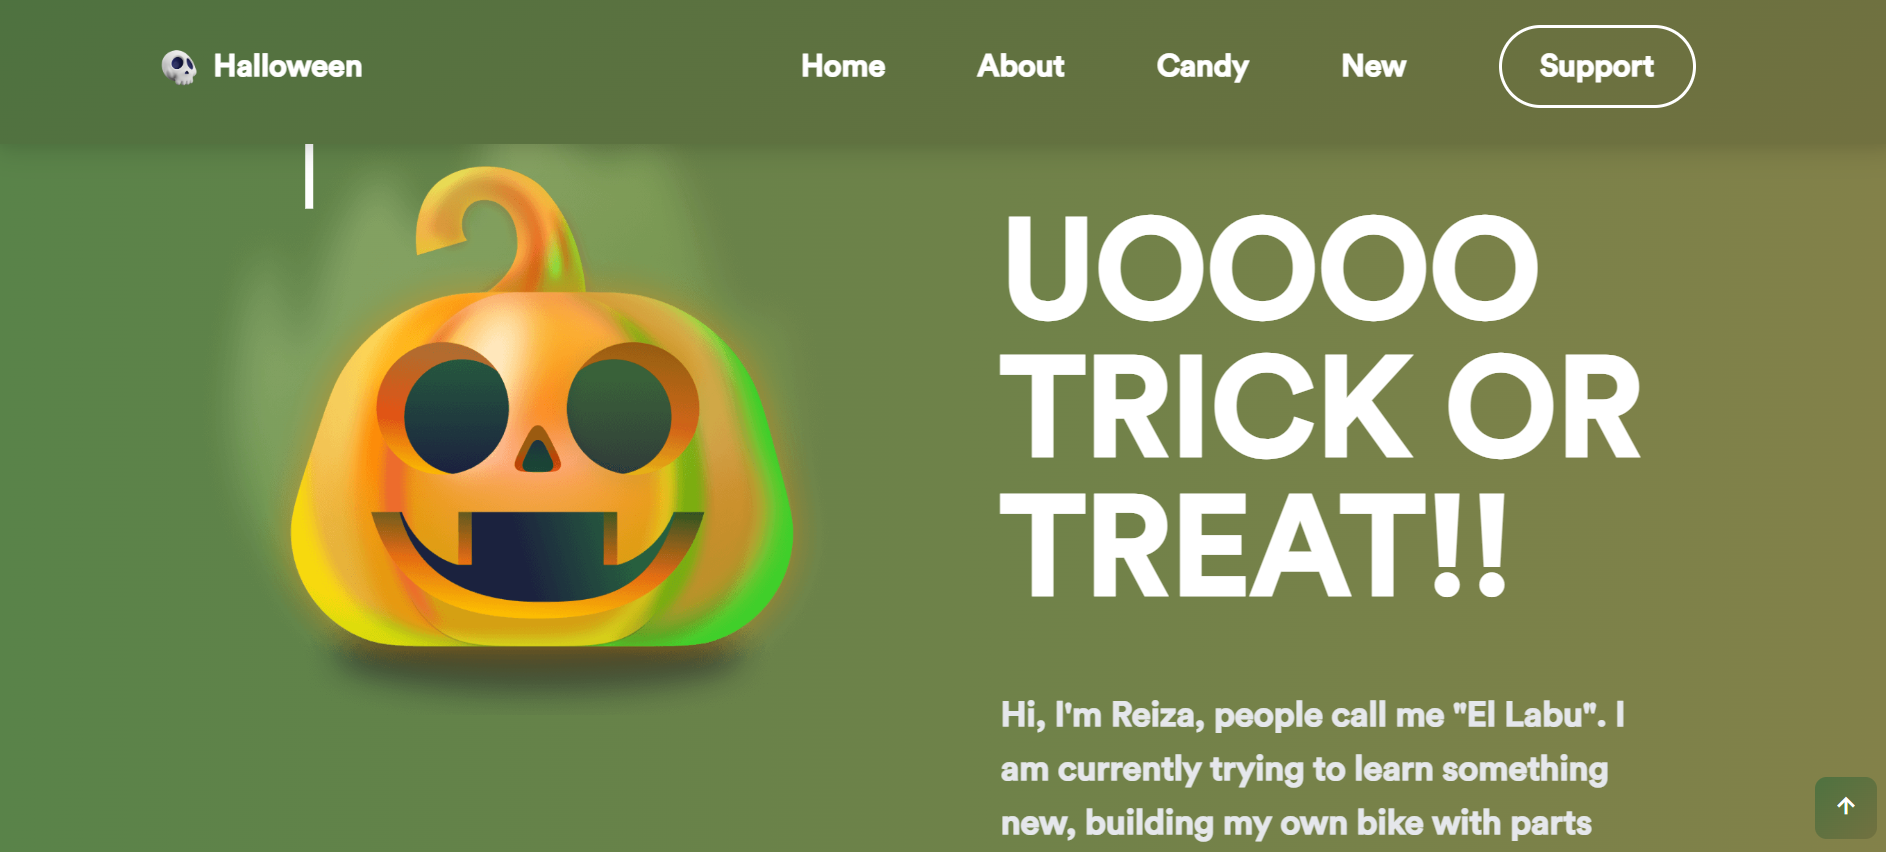 Halloween Home About Candy New Support
UOOOO
TRICK OR
TREAT!!
Hi, I'm Reiza, people call me "El Labu". I
am currently trying to learn something
new, building my own bike with parts